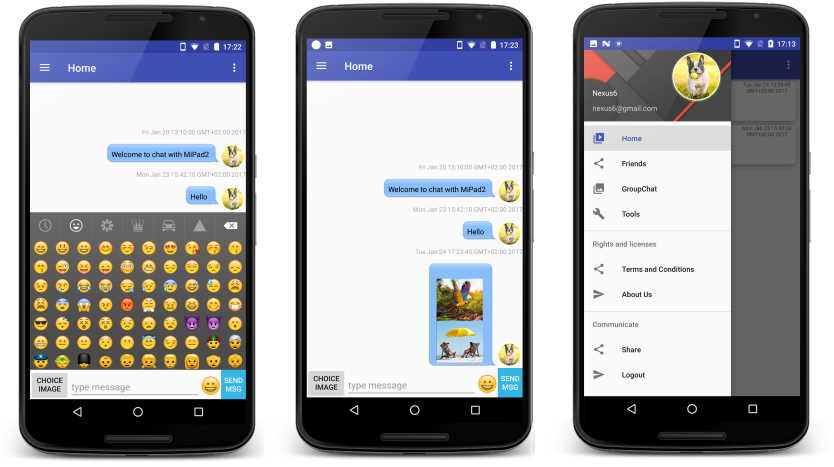 17:22
Home
Fri Jan 20 13:10:00 GMT+02:00 2017
Welcome to chat with MiPad2
Mon Jan 23 15:42:10 GMT+02:00 2017
Hello
CHOICE
IMAGE
type message
SEND
MSG
17:23
Home
Fri Jan 20 13:10:00 GMT+02:00 2017
Welcome to chat with MiPad2
Mon Jan 23 15:42:10 GMT+02:00 2017
Hello
Tue Jan 24 17:23:45 GMT+02:00 2017
CHOICE
IMAGE
type message
SEND
MSG
17:13
Nexus6
nexus6@gmail.com
Home
Friends
GroupChat
Tools
Rights and licenses
Terms and Conditions
About Us
Communicate
Share
Logout
GMT+02:00 2017
Mon Jan 23 15:42:10
GMT+02:00 2017